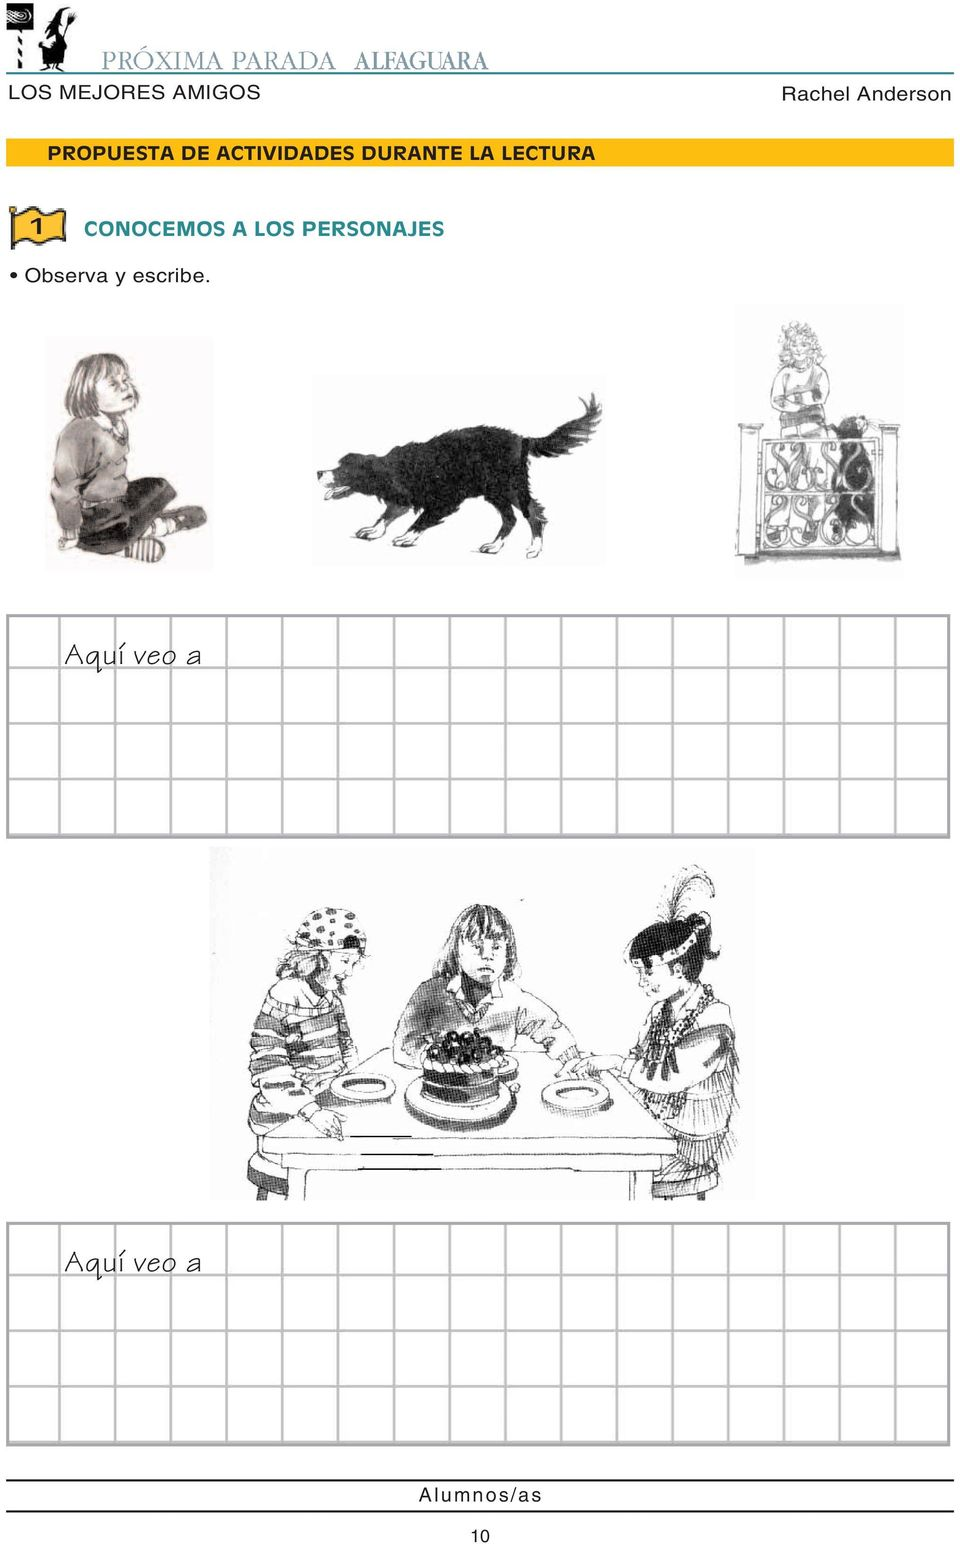 PRÓXIMA PARADA ALFAGUARA
LOS MEJORES AMIGOS
Rachel Anderson
PROPUESTA DE ACTIVIDADES DURANTE LA LECTURA
1 CONOCEMOS A LOS PERSONAJES
• Observa y escribe.
Aquí veo a
Aquí veo a
Alumnos/as
10